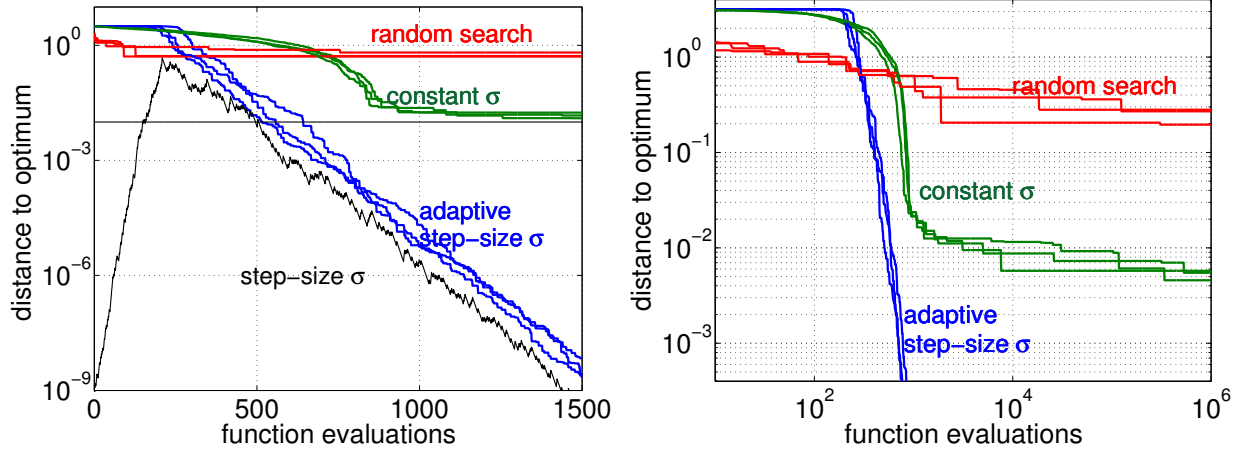 10^0
10^-3
10^-6
10^-9
distance to optimum
random search
constant σ
adaptive
step-size σ
step-size σ
0
500
1000
1500
function evaluations
10^0
10^-1
10^-2
10^-3
distance to optimum
random search
constant σ
adaptive
step-size σ
10^2
10^4
10^6
function evaluations